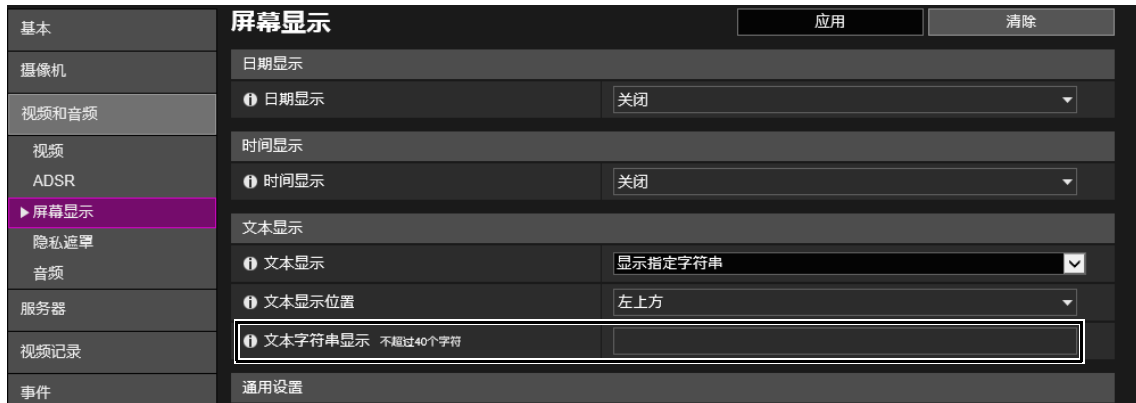 基本
摄像机
视频和音频
视频
ADSR
屏幕显示
隐私遮罩
音频
服务器
视频记录
事件
屏幕显示
应用
清除
日期显示
日期显示
关闭
时间显示
时间显示
关闭
文本显示
文本显示
显示指定字符串
文本显示位置
左上方
文本字符串显示 不超过40个字符
通用设置